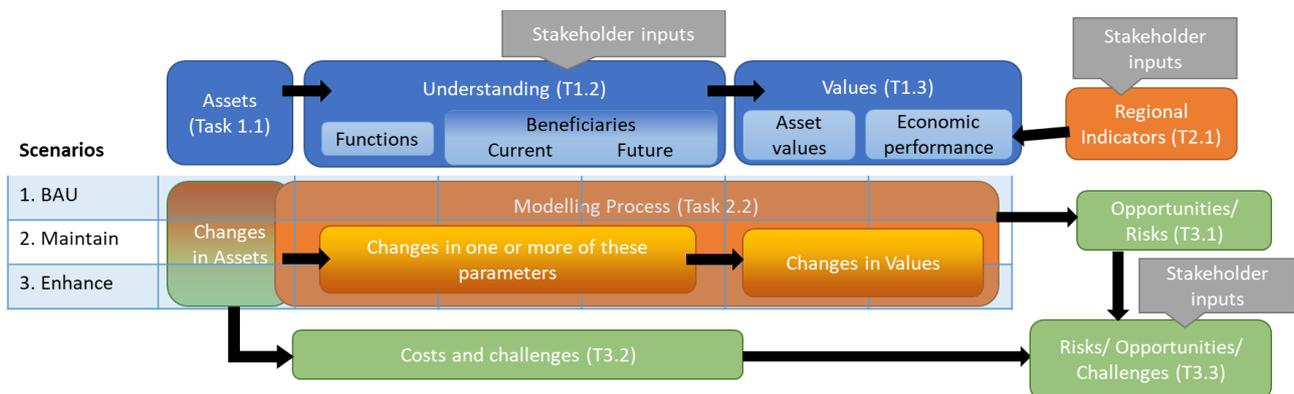 Stakeholder inputs
Stakeholder
inputs
Assets
(Task 1.1)
Understanding (T1.2)
Functions
Beneficiaries
Current Future
Values (T1.3)
Asset
values
Economic
performance
Regional
Indicators (T2.1)
Scenarios
1. BAU
2. Maintain
3. Enhance
Changes
in Assets
Modelling Process (Task 2.2)
Changes in one or more of these
parameters
Changes in Values
Opportunities/
Risks (T3.1)
Stakeholder
inputs
Costs and challenges (T3.2)
Risks/ Opportunities/
Challenges (T3.3)